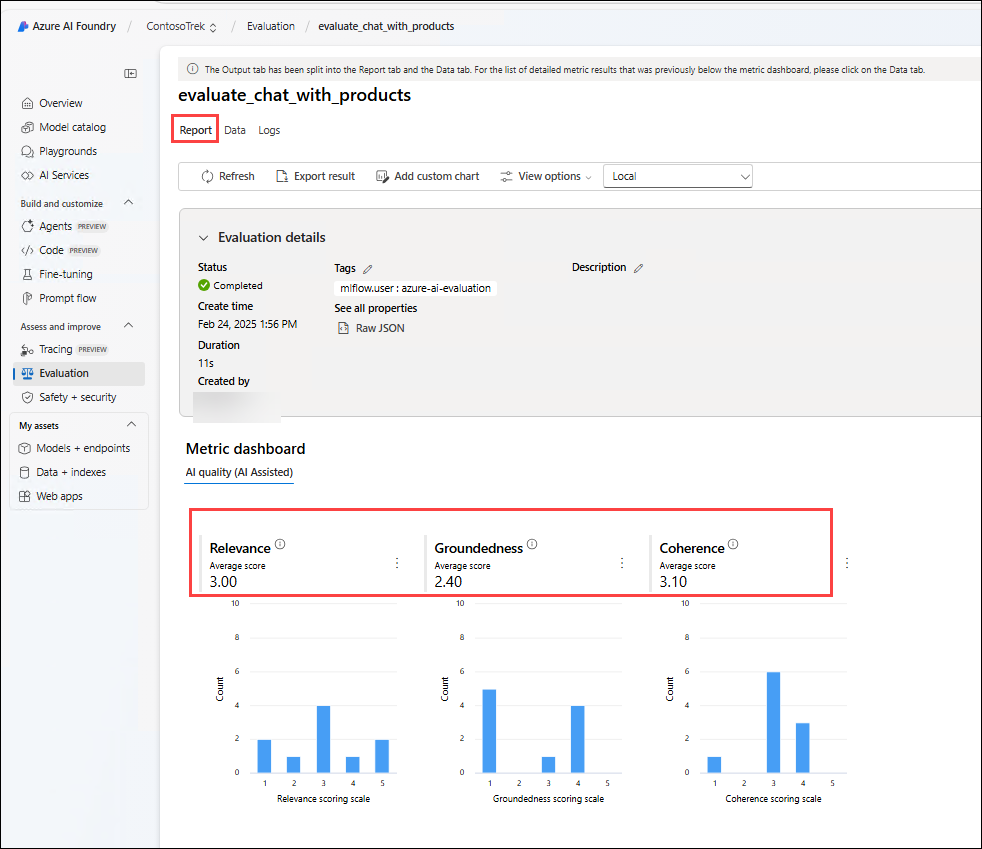 Azure AI Foundry / ContosoTrek / Evaluation / evaluate_chat_with_products
The Output tab has been split into the Report tab and the Data tab. For the list of detailed metric results that was previously below the metric dashboard, please click on the Data tab.
evaluate_chat_with_products
Report Data Logs
Refresh Export result Add custom chart View options Local
Overview
Model catalog
Playgrounds
AI Services
Build and customize
Agents PREVIEW
Code PREVIEW
Fine-tuning
Prompt flow
Assess and improve
Tracing PREVIEW
Evaluation
Safety + security
My assets
Models + endpoints
Data + indexes
Web apps
Evaluation details
Status
Completed
Create time
Feb 24, 2025 1:56 PM
Duration
11s
Created by
Tags
mlflow.user : azure-ai-evaluation
See all properties
Raw JSON
Description
Metric dashboard
AI quality (AI Assisted)
Relevance
Average score
3.00
10
8
6
4
2
0
Count
1 2 3 4 5
Relevance scoring scale
Groundedness
Average score
2.40
10
8
6
4
2
0
Count
1 2 3 4 5
Groundedness scoring scale
Coherence
Average score
3.10
10
8
6
4
2
0
Count
1 2 3 4 5
Coherence scoring scale